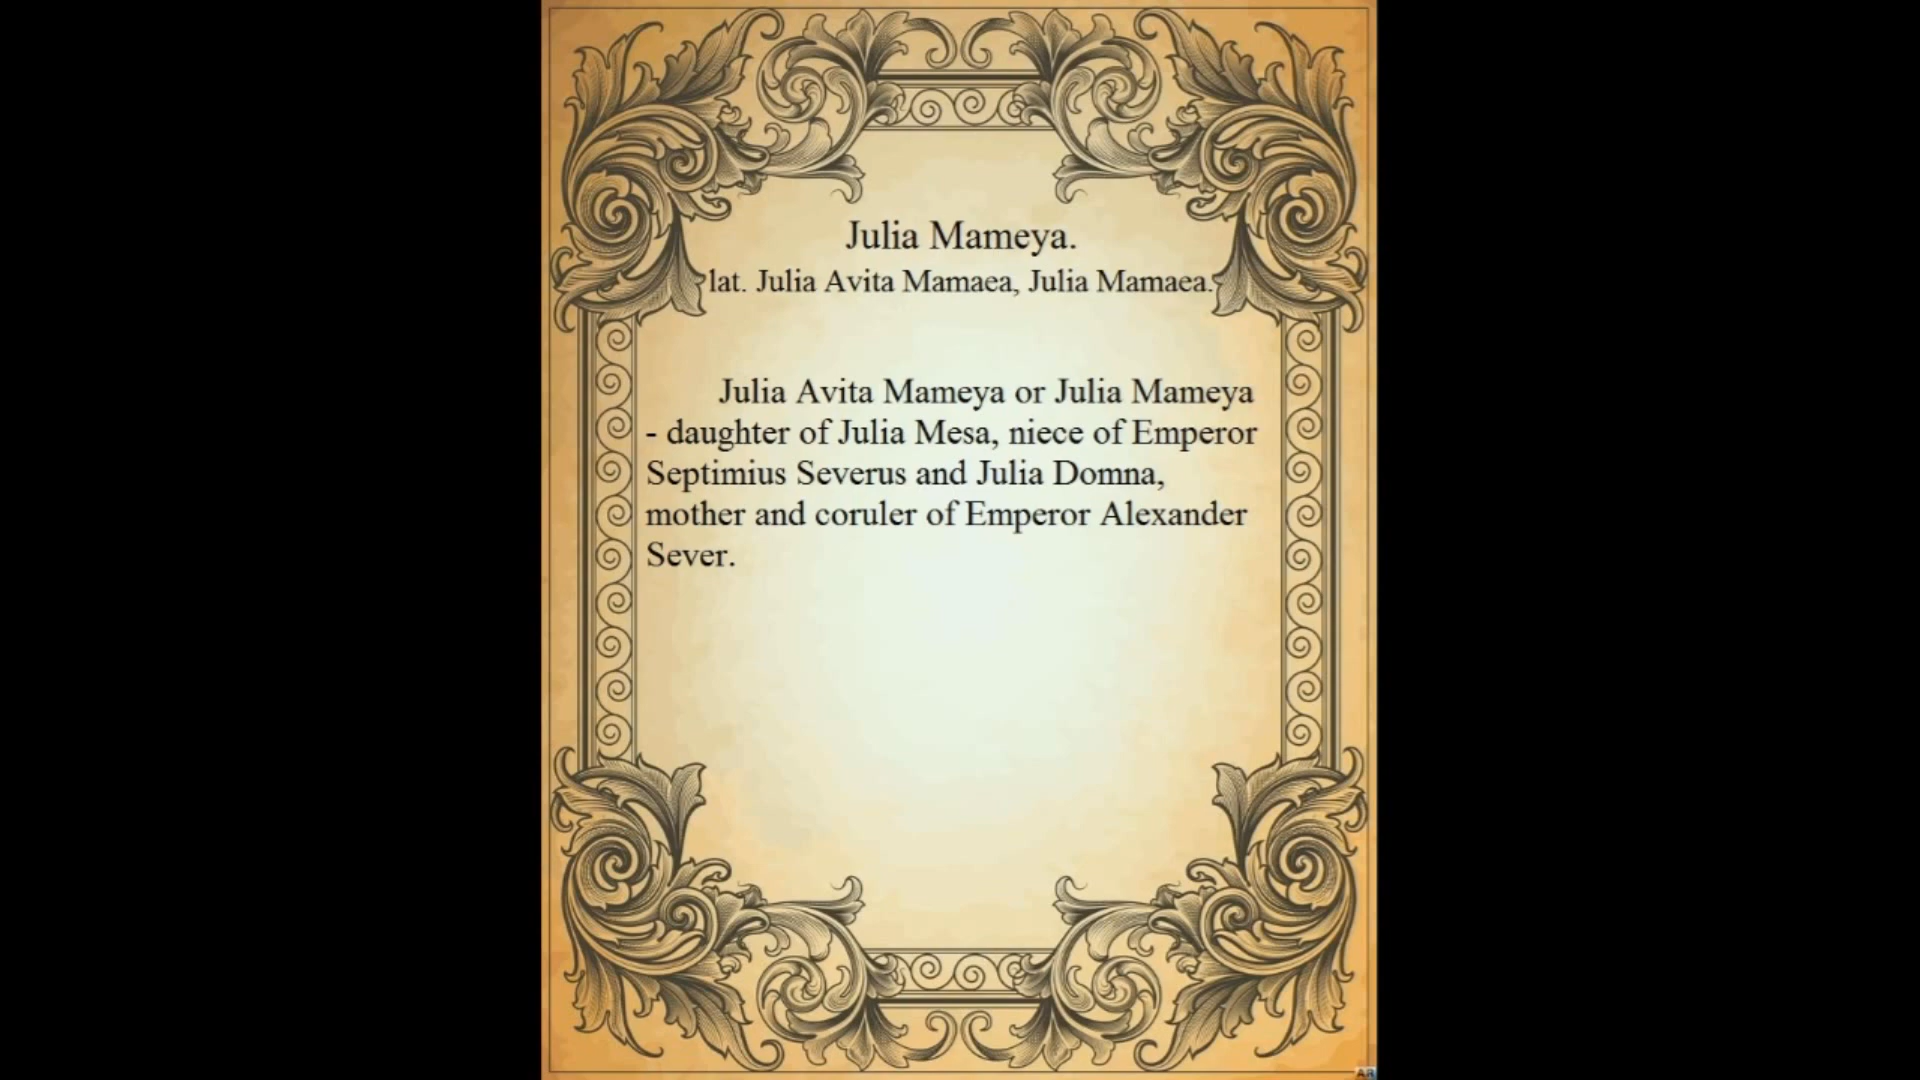 Julia Mameya.
lat. Julia Avita Mamaea, Julia Mamaea.
Julia Avita Mameya or Julia Mameya
- daughter of Julia Mesa, niece of Emperor
Septimius Severus and Julia Domna,
mother and coruler of Emperor Alexander
Sever.
AR